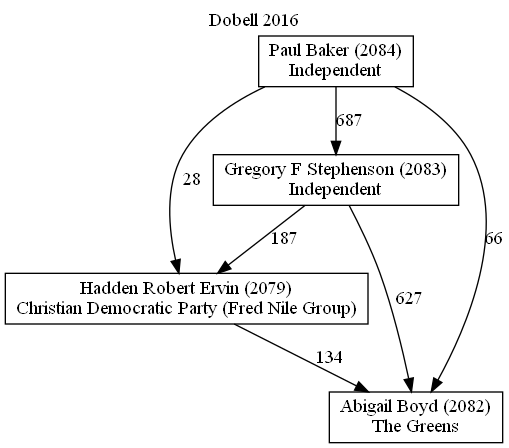 Dobell 2016
Paul Baker (2084)
Independent
687
Gregory F Stephenson (2083)
Independent
28
187
66
Hadden Robert Ervin (2079)
Christian Democratic Party (Fred Nile Group)
627
134
Abigail Boyd (2082)
The Greens